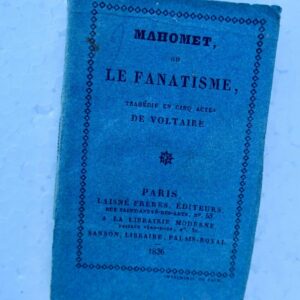 MAHOMET,
OU
LE FANATISME,
TRAGÉDIE EN CINQ ACTES
DE VOLTAIRE
PARIS
LAISNÉ FRÈRES, ÉDITEURS
A LA LIBRAIRIE MODERNE
SANSON, LIBRAIRE, PALAIS-ROYAL
1836